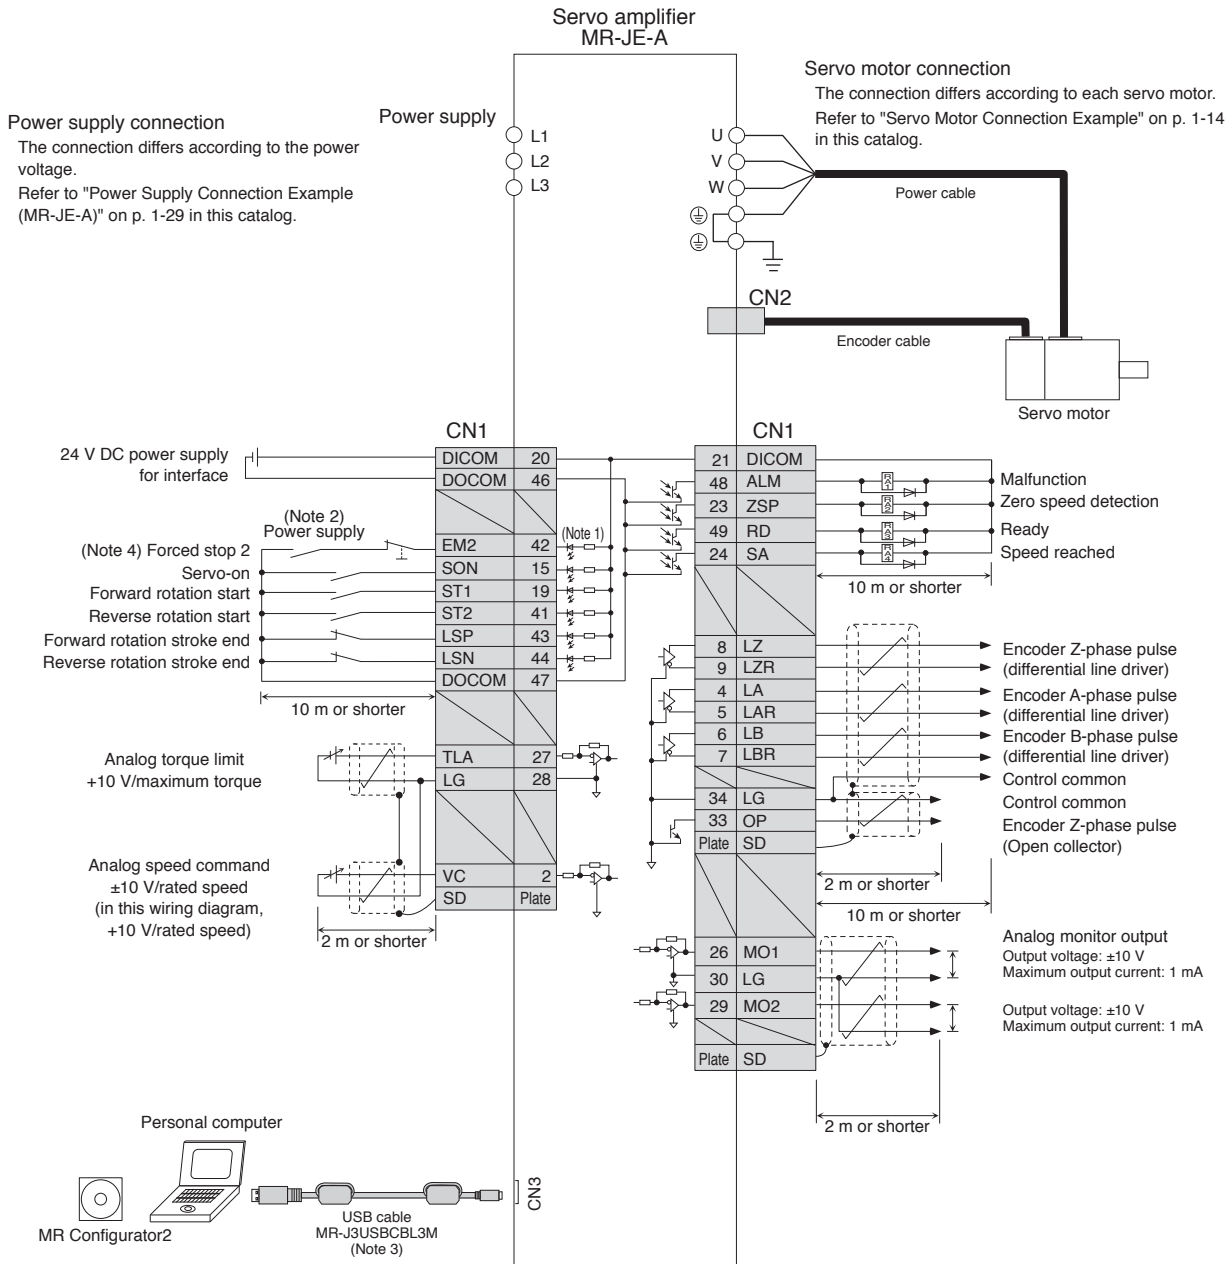 Servo amplifier
MR-JE-A
Power supply connection
The connection differs according to the power
voltage.
Refer to "Power Supply Connection Example
(MR-JE-A)" on p. 1-29 in this catalog.
Power supply
L1
L2
L3
Servo motor connection
The connection differs according to each servo motor.
Refer to "Servo Motor Connection Example" on p. 1-14
in this catalog.
U
V
W
Power cable
CN2
Encoder cable
Servo motor
CN1
24 V DC power supply
for interface
DICOM 20
DOCOM 46
(Note 2)
Power supply
(Note 1)
(Note 4) Forced stop 2 EM2 42
Servo-on SON 15
Forward rotation start ST1 19
Reverse rotation start ST2 41
Forward rotation stroke end LSP 43
Reverse rotation stroke end LSN 44
DOCOM 47
10 m or shorter
Analog torque limit
+10 V/maximum torque
TLA 27
LG 28
Analog speed command
±10 V/rated speed
(in this wiring diagram,
+10 V/rated speed)
VC 2
SD Plate
2 m or shorter
CN1
21 DICOM
48 ALM RA1 Malfunction
23 ZSP RA2 Zero speed detection
49 RD RA3 Ready
24 SA RA4 Speed reached
10 m or shorter
8 LZ
9 LZR
Encoder Z-phase pulse
(differential line driver)
4 LA
5 LAR
Encoder A-phase pulse
(differential line driver)
6 LB
7 LBR
Encoder B-phase pulse
(differential line driver)
Control common
34 LG Control common
33 OP Encoder Z-phase pulse
(Open collector)
Plate SD
2 m or shorter
10 m or shorter
Analog monitor output
26 MO1
30 LG
Output voltage: ±10 V
Maximum output current: 1 mA
29 MO2
Output voltage: ±10 V
Maximum output current: 1 mA
Plate SD
2 m or shorter
Personal computer
MR Configurator2
USB cable
MR-J3USBCBL3M
(Note 3)
CN3